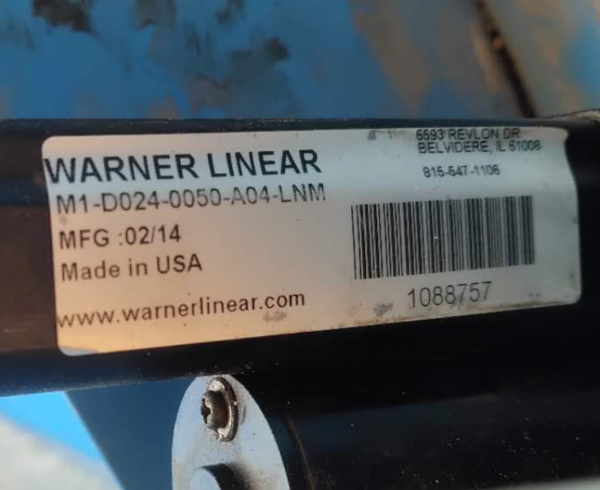 WARNER LINEAR
M1-D024-0050-A04-LNM
MFG :02/14
Made in USA
www.warnerlinear.com
6593 REVLON DR
BELVIDERE, IL 61008
815-547-1106
1088757